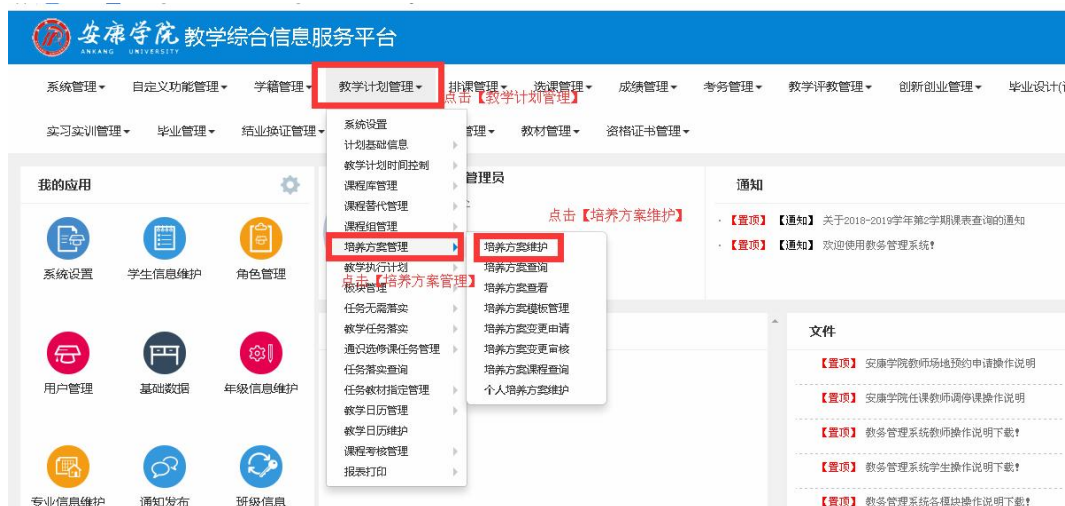 安康学院 教学综合信息服务平台
ANKANG UNIVERSITY
系统管理 自定义功能管理 学籍管理 教学计划管理 排课管理 选课管理 成绩管理 考务管理 教学评教管理 创新创业管理 毕业设计(
点击【教学计划管理】
实习实训管理 毕业管理 结业换证管理 管理 教材管理 资格证书管理
系统设置
计划基础信息
教学计划时间控制
课程库管理
课程替代管理
课程组管理
培养方案管理
教学执行计划
板块管理
任务无需落实
教学任务落实
通识选修课任务管理
任务落实查询
任务教材指定管理
教学日历管理
教学日历维护
课程考核管理
报表打印
点击【培养方案管理】
点击【培养方案维护】
培养方案维护
培养方案查询
培养方案查看
培养方案模板管理
培养方案变更申请
培养方案变更审核
培养方案课程查询
个人培养方案维护
我的应用
系统设置 学生信息维护 角色管理
用户管理 基础数据 年级信息维护
专业信息维护 通知发布 班级信息
管理员
通知
·【置顶】【通知】关于2018-2019学年第2学期课表查询的通知
·【置顶】【通知】欢迎使用教务管理系统!
文件
【置顶】 安康学院教师场地预约申请操作说明
【置顶】 安康学院任课教师调停课操作说明
【置顶】 教务管理系统教师操作说明下载!
【置顶】 教务管理系统学生操作说明下载!
【置顶】 教务管理系统各模块操作说明下载!